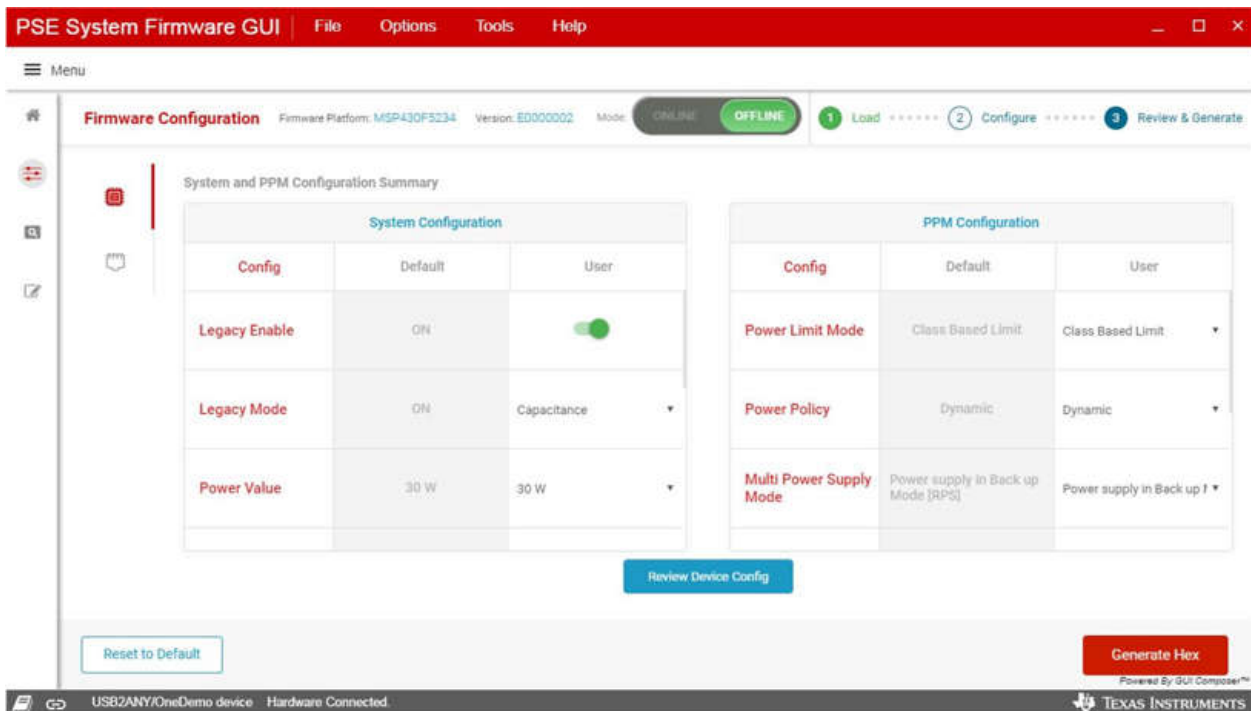 PSE System Firmware GUI File Options Tools Help
Menu
Firmware Configuration Firmware Platform: MSP430F5234 Version: E0000002 Mode: ONLINE OFFLINE 1 Load 2 Configure 3 Review & Generate
System and PPM Configuration Summary
System Configuration
Config Default User
Legacy Enable ON
Legacy Mode ON Capacitance
Power Value 30 W 30 W
PPM Configuration
Config Default User
Power Limit Mode Class Based Limit Class Based Limit
Power Policy Dynamic Dynamic
Multi Power Supply Mode Power supply in Back up Mode [RPS] Power supply in Back up
Review Device Config
Reset to Default
Generate Hex
Powered By GUI Composer™
USB2ANY/OneDemo device Hardware Connected.
TEXAS INSTRUMENTS